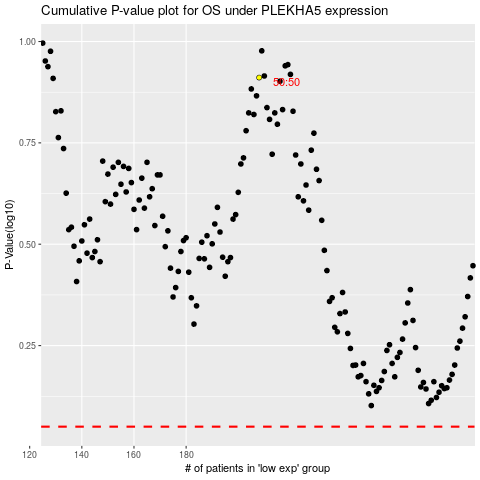 Cumulative P-value plot for OS under PLEKHA5 expression
P-Value(log10)
1.00
0.75
0.50
0.25
50:50
120 140 160 180
# of patients in 'low exp' group